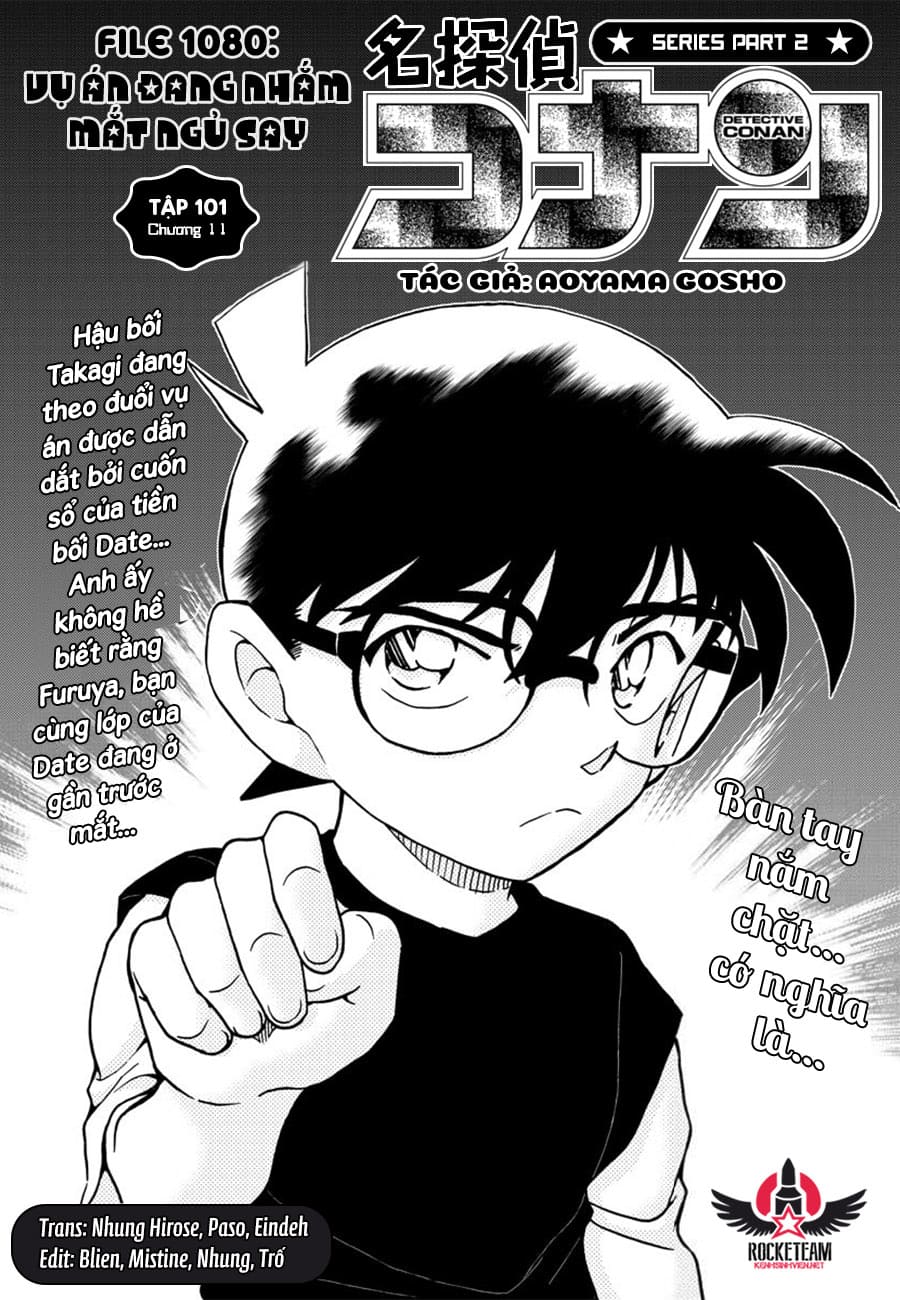 FILE 1080:
VỤ ÁN ĐANG NHẮM
MẮT NGỦ SAY
TẬP 101
Chương 11
名探偵
SERIES PART 2
コナン
DETECTIVE
CONAN
TÁC GIẢ: AOYAMA GOSHO
Hậu bối
Takagi đang
theo đuổi vụ
án được dẫn
dắt bởi cuốn
sổ của tiền
bối Date...
Anh ấy
không hề
biết rằng
Furuya, bạn
cùng lớp của
Date đang ở
gần trước
mắt...
Bàn tay
nắm
chặt...
có nghĩa
là...
Trans: Nhung Hirose, Paso, Eindeh
Edit: Blien, Mistine, Nhung, Trố
ROCKETEAM
KENHSINHVIEN.NET